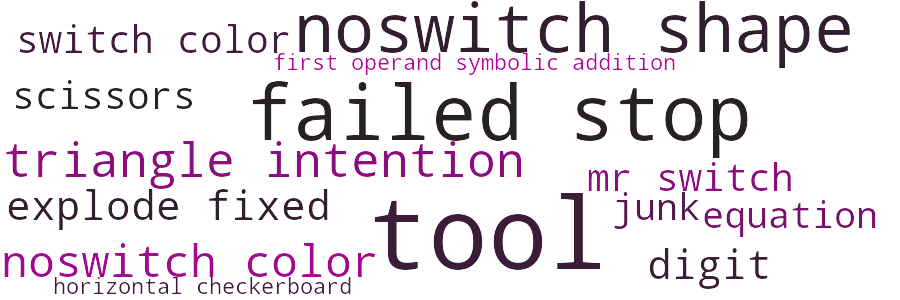 switch color
noswitch shape
first operand symbolic addition
scissors
failed stop
triangle intention
mr switch
explode fixed
tool
junk
equation
noswitch color
digit
horizontal checkerboard